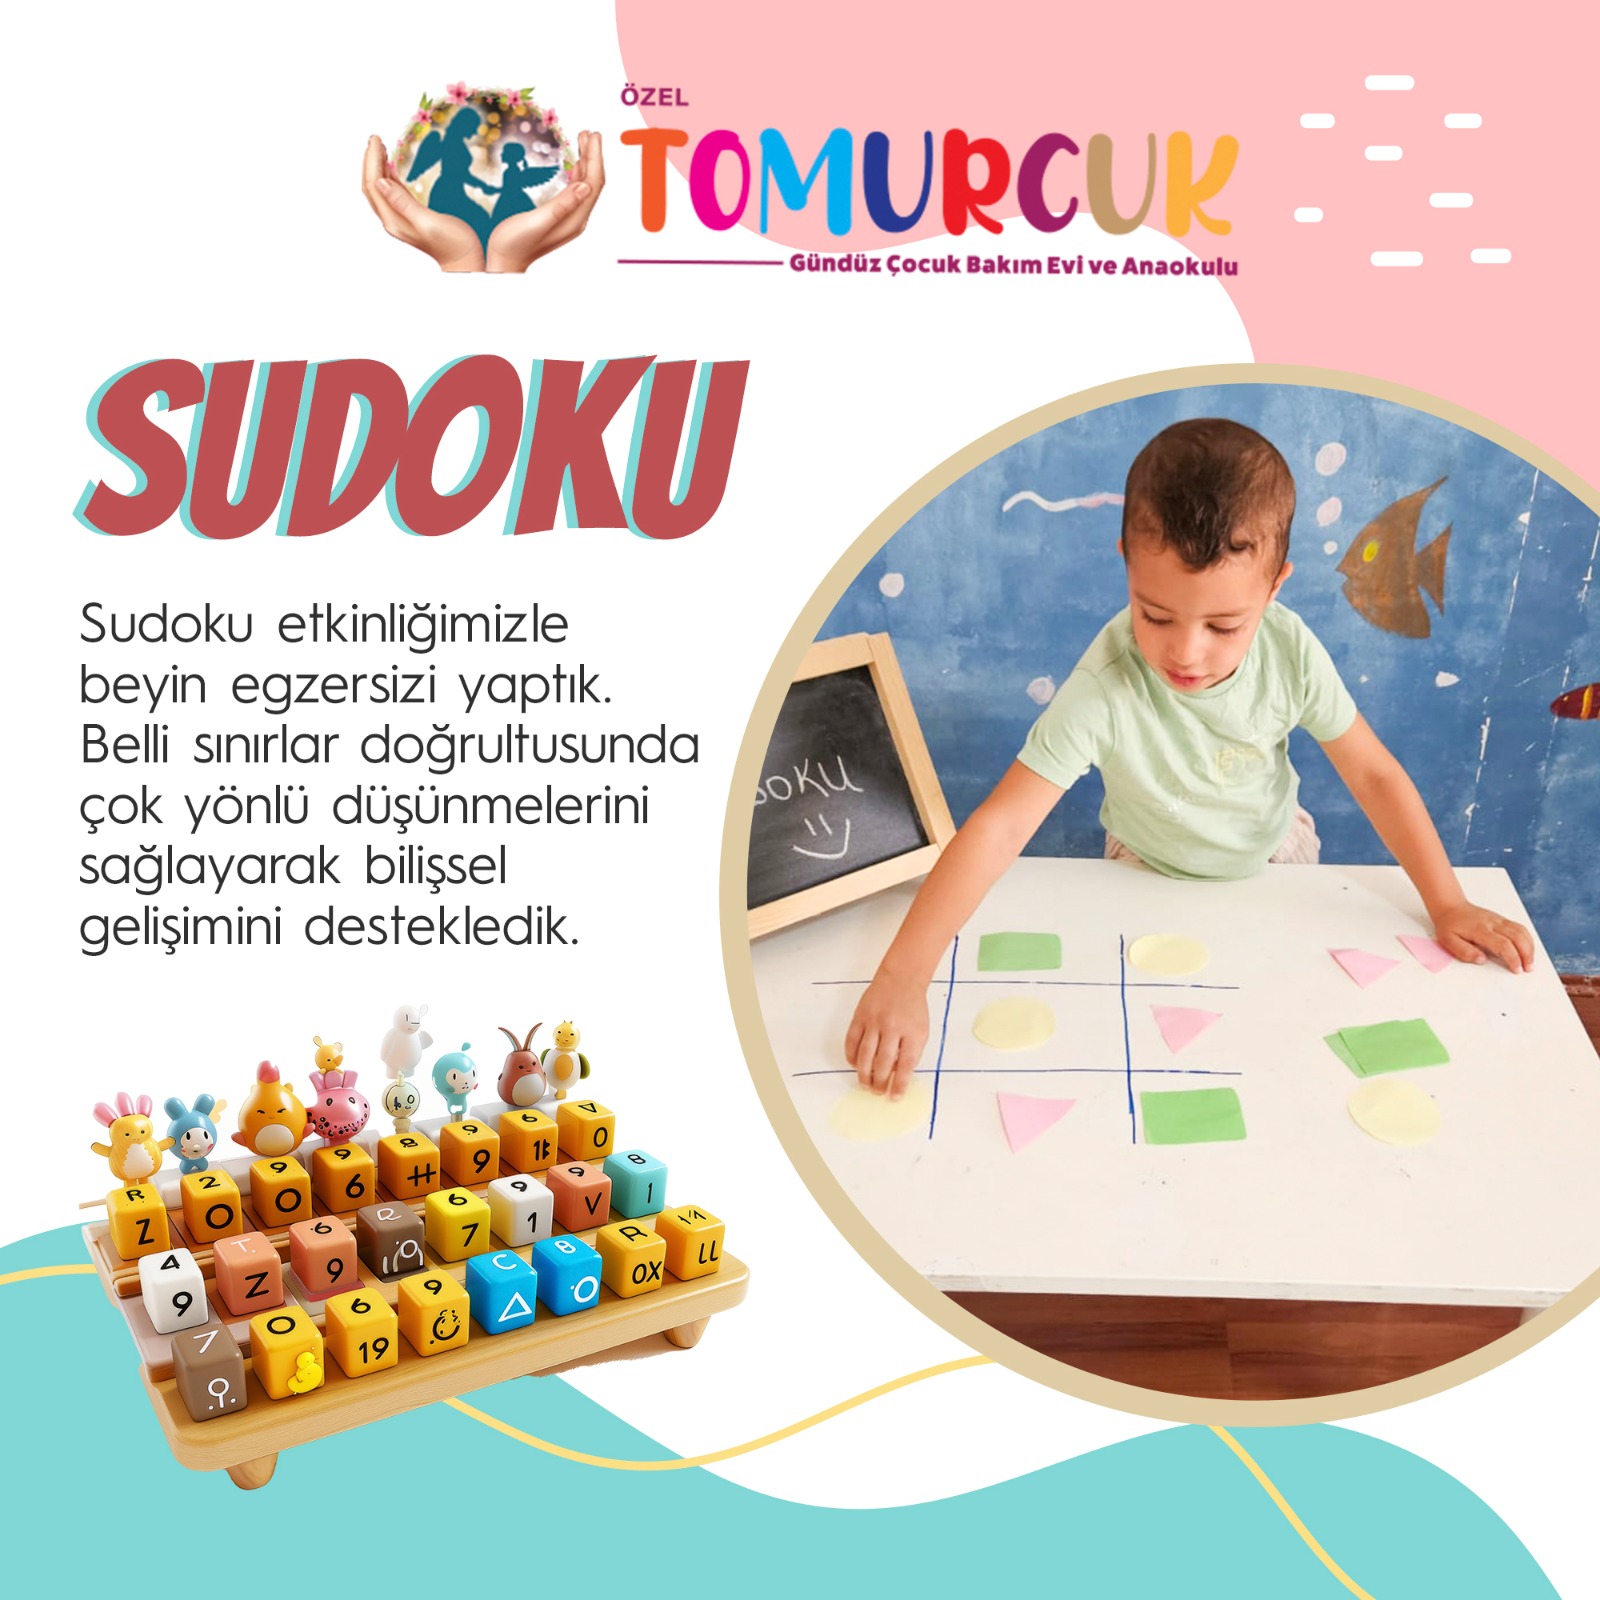 ÖZEL
TOMURCUK
Gündüz Çocuk Bakım Evi ve Anaokulu
SUDOKU
Sudoku etkinliğimizle
beyin egzersizi yaptık.
Belli sınırlar doğrultusunda
çok yönlü düşünmelerini
sağlayarak bilişsel
gelişimini destekledik.
DOKU